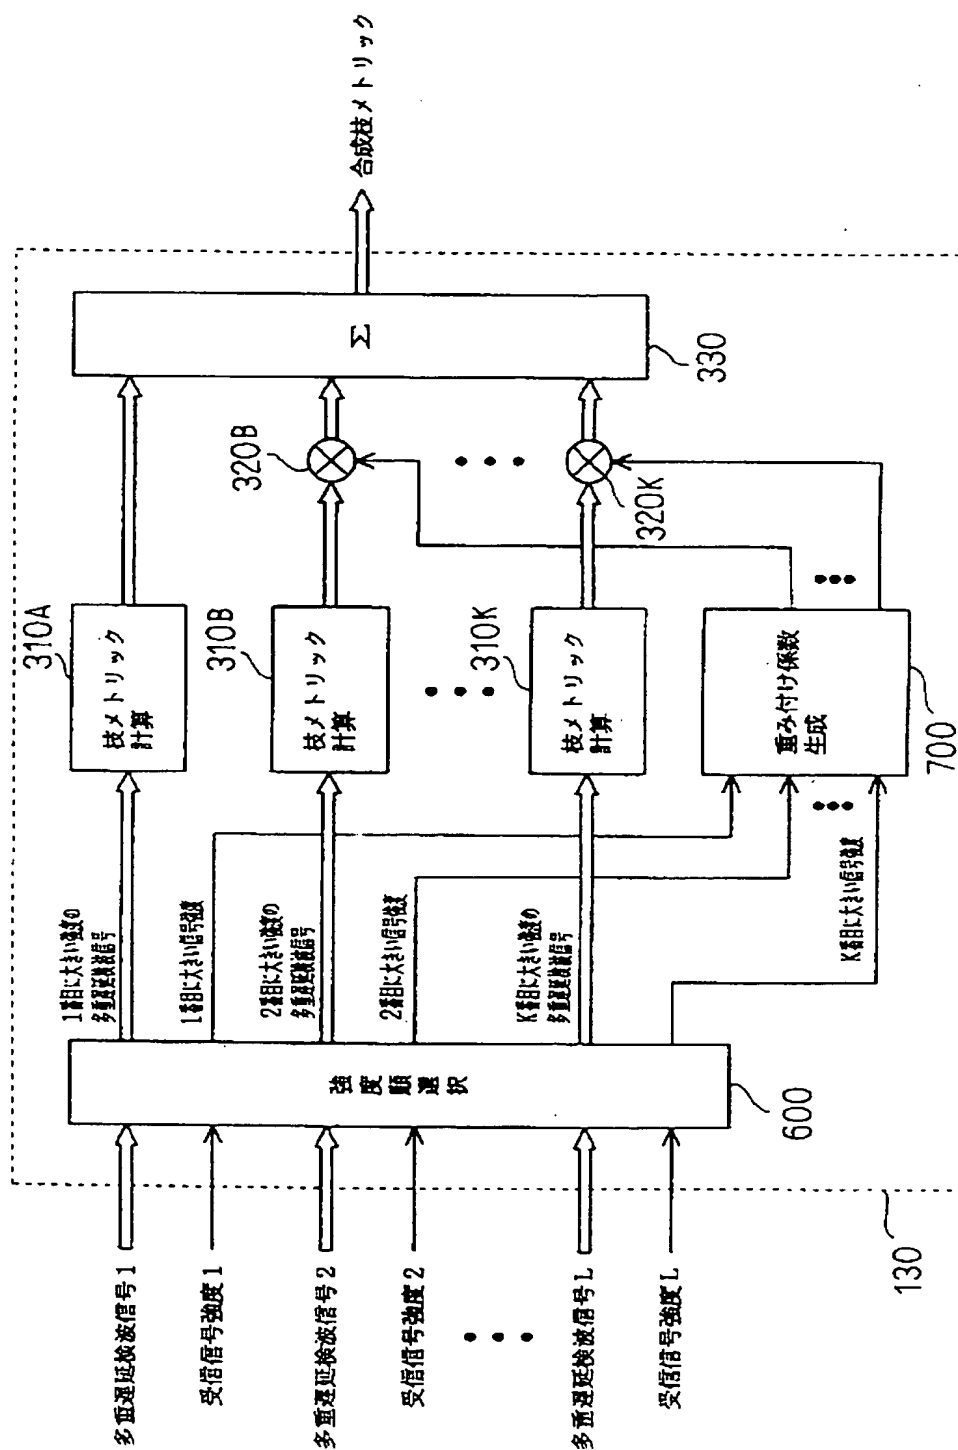 多重遅延検波信号1
受信信号強度1
多重遅延検波信号2
受信信号強度2
多重遅延検波信号L
受信信号強度L
130
強度順選択
600
1番目に大きい強度の
多重遅延検波信号
1番目に大きい信号強度
2番目に大きい強度の
多重遅延検波信号
2番目に大きい信号強度
K番目に大きい強度の
多重遅延検波信号
K番目に大きい信号強度
310A
枝メトリック
計算
310B
枝メトリック
計算
310K
枝メトリック
計算
重み付け係数
生成
700
320B
320K
Σ
330
合成枝メトリック